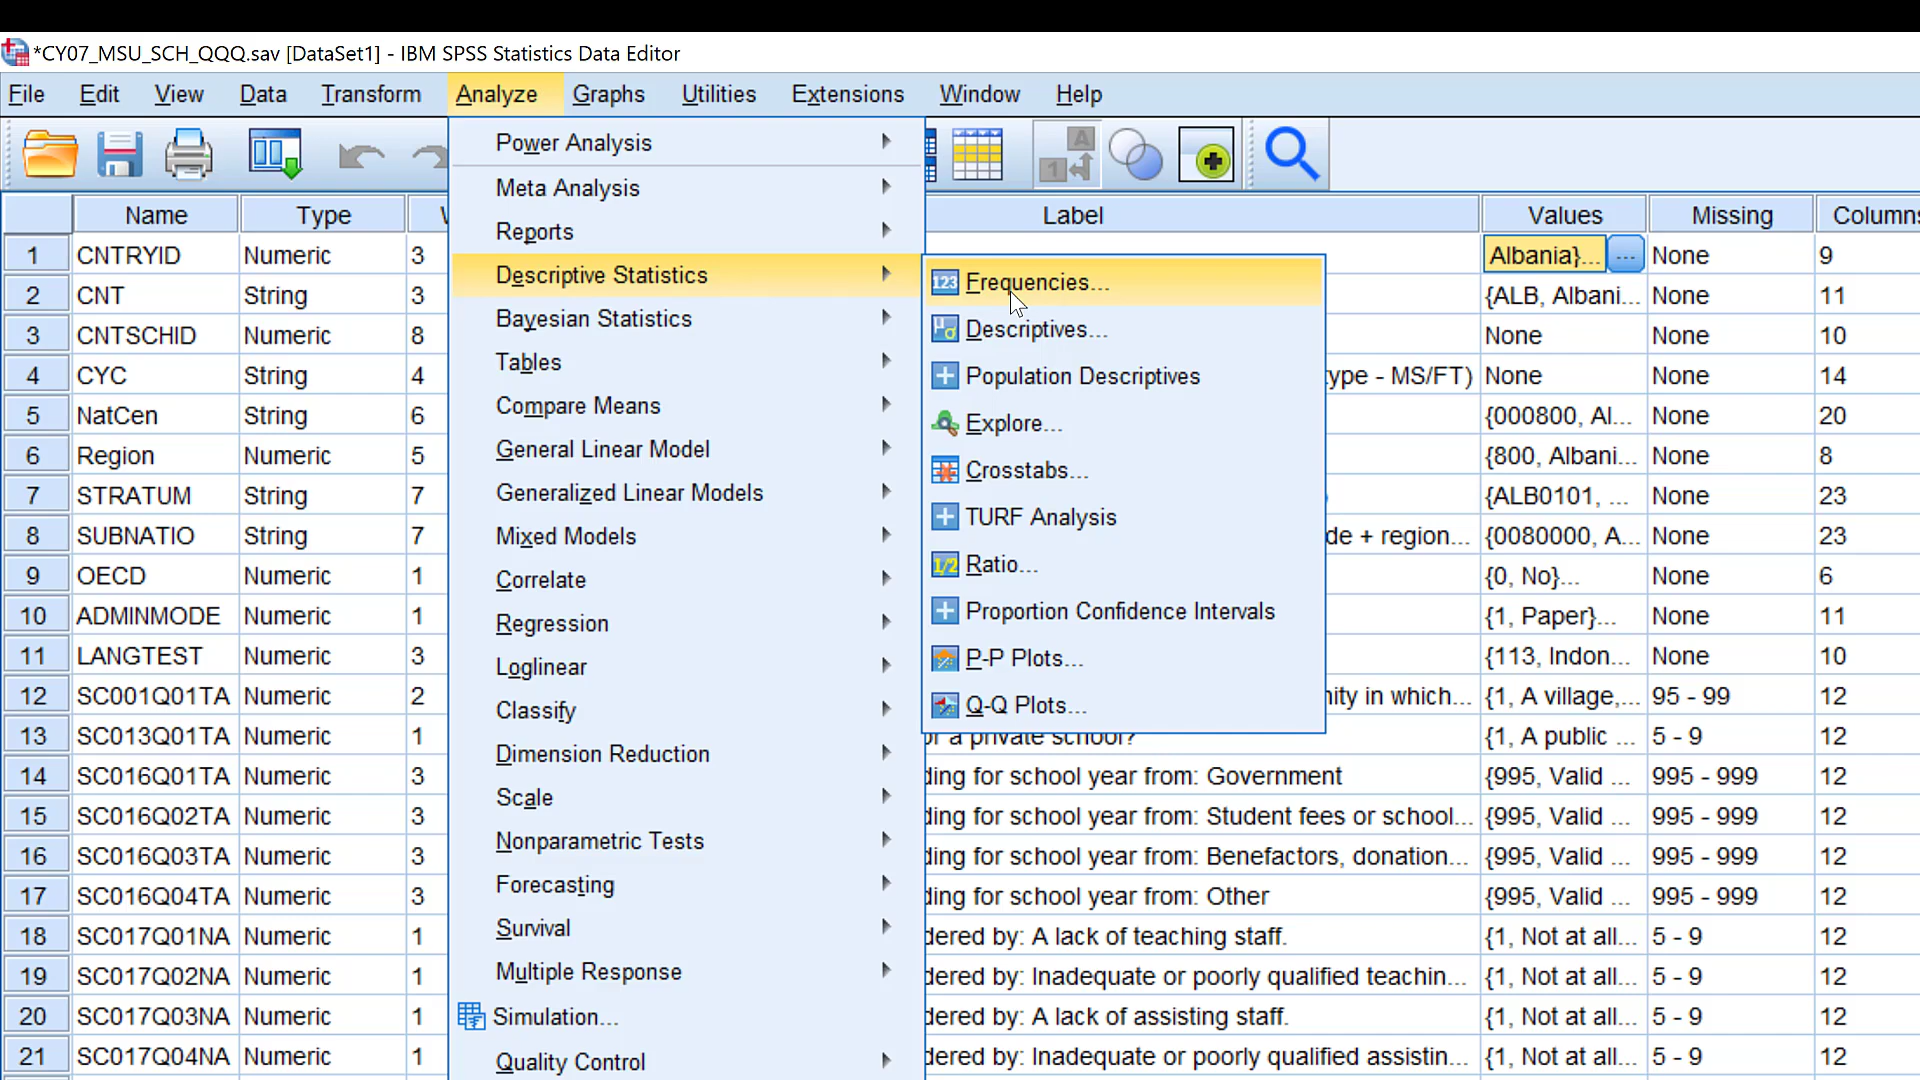 *CY07_MSU_SCH_QQQ.sav [DataSet1] - IBM SPSS Statistics Data Editor
File Edit View Data Transform Analyze Graphs Utilities Extensions Window Help
Name Type Label Values Missing Columns
1 CNTRYID Numeric 3 Albania}... ... None 9
2 CNT String 3 {ALB, Albani... None 11
3 CNTSCHID Numeric 8 None None 10
4 CYC String 4 type - MS/FT) None None 14
5 NatCen String 6 {000800, Al... None 20
6 Region Numeric 5 {800, Albani... None 8
7 STRATUM String 7 {ALB0101, ... None 23
8 SUBNATIO String 7 de + region... {0080000, A... None 23
9 OECD Numeric 1 {0, No}... None 6
10 ADMINMODE Numeric 1 {1, Paper}... None 11
11 LANGTEST Numeric 3 {113, Indon... None 10
12 SC001Q01TA Numeric 2 nity in which... {1, A village,... 95 - 99 12
13 SC013Q01TA Numeric 1 or a private school? {1, A public ... 5 - 9 12
14 SC016Q01TA Numeric 3 ding for school year from: Government {995, Valid ... 995 - 999 12
15 SC016Q02TA Numeric 3 ding for school year from: Student fees or school... {995, Valid ... 995 - 999 12
16 SC016Q03TA Numeric 3 ding for school year from: Benefactors, donation... {995, Valid ... 995 - 999 12
17 SC016Q04TA Numeric 3 ding for school year from: Other {995, Valid ... 995 - 999 12
18 SC017Q01NA Numeric 1 dered by: A lack of teaching staff. {1, Not at all... 5 - 9 12
19 SC017Q02NA Numeric 1 dered by: Inadequate or poorly qualified teachin... {1, Not at all... 5 - 9 12
20 SC017Q03NA Numeric 1 dered by: A lack of assisting staff. {1, Not at all... 5 - 9 12
21 SC017Q04NA Numeric 1 dered by: Inadequate or poorly qualified assistin... {1, Not at all... 5 - 9 12
Power Analysis
Meta Analysis
Reports
Descriptive Statistics
Bayesian Statistics
Tables
Compare Means
General Linear Model
Generalized Linear Models
Mixed Models
Correlate
Regression
Loglinear
Classify
Dimension Reduction
Scale
Nonparametric Tests
Forecasting
Survival
Multiple Response
Simulation...
Quality Control
Frequencies...
Descriptives...
Population Descriptives
Explore...
Crosstabs...
TURF Analysis
Ratio...
Proportion Confidence Intervals
P-P Plots...
Q-Q Plots...